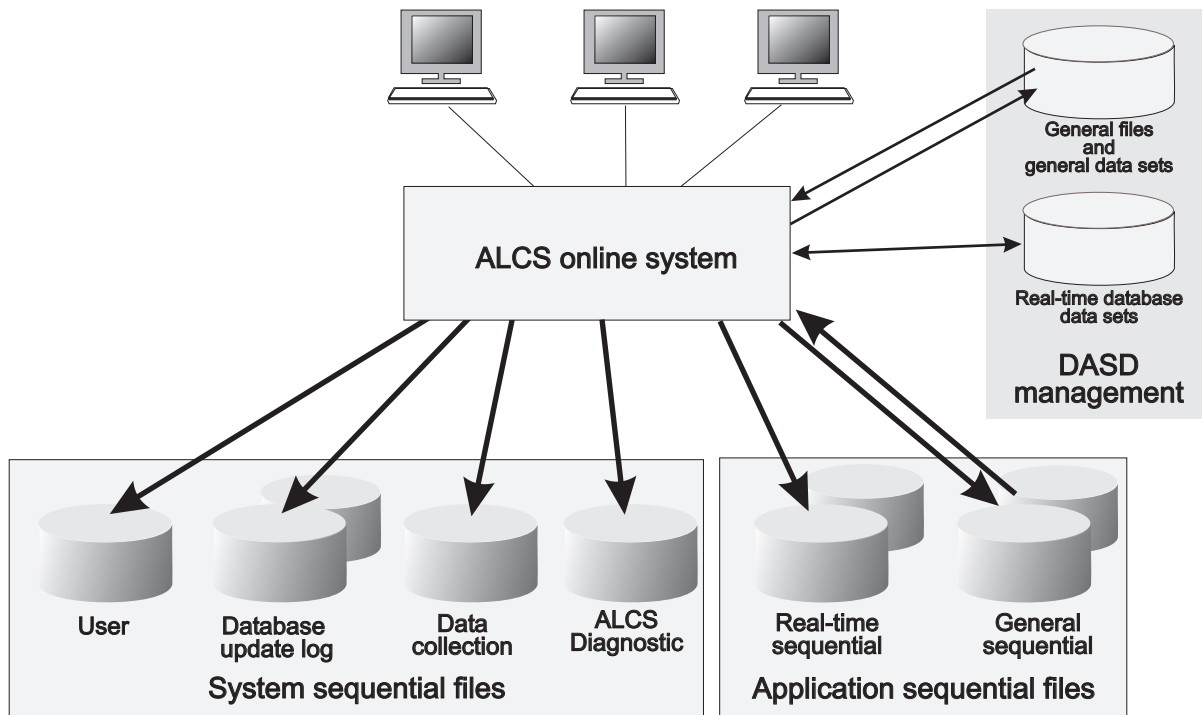 General files
and
general data sets
ALCS online system
Real-time database
data sets
DASD
management
User
Database
update log
Data
collection
ALCS
Diagnostic
System sequential files
Real-time
sequential
General
sequential
Application sequential files